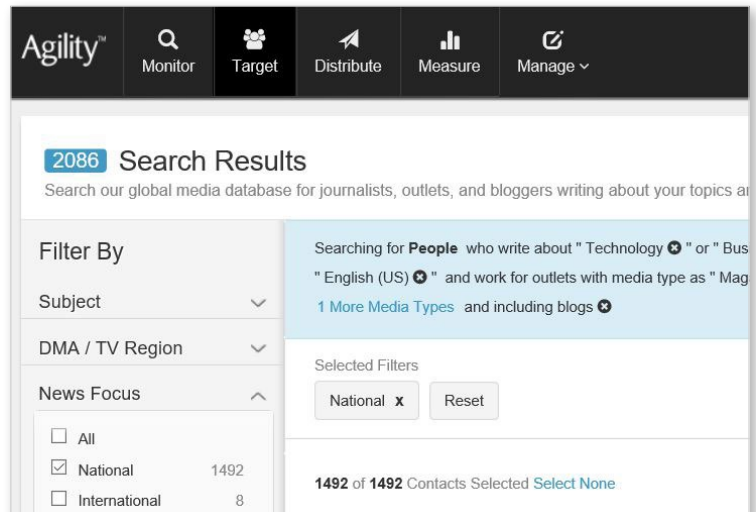 Agility™
Monitor
Target
Distribute
Measure
Manage
2086 Search Results
Search our global media database for journalists, outlets, and bloggers writing about your topics
Filter By
Subject
DMA / TV Region
News Focus
All
National 1492
International 8
Searching for People who write about " Technology " or " Bus
" English (US) " and work for outlets with media type as " Mag
1 More Media Types and including blogs
Selected Filters
National x Reset
1492 of 1492 Contacts Selected Select None